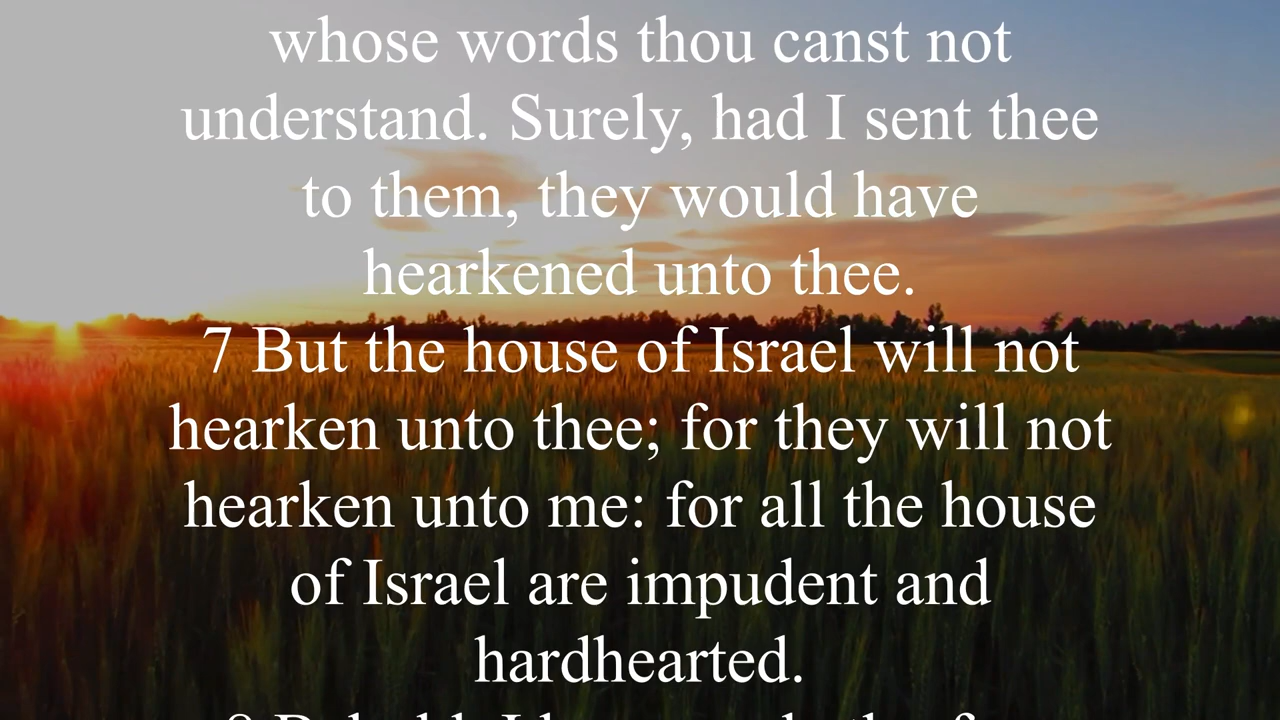 whose words thou canst not
understand. Surely, had I sent thee
to them, they would have
hearkened unto thee.
7 But the house of Israel will not
hearken unto thee; for they will not
hearken unto me: for all the house
of Israel are impudent and
hardhearted.